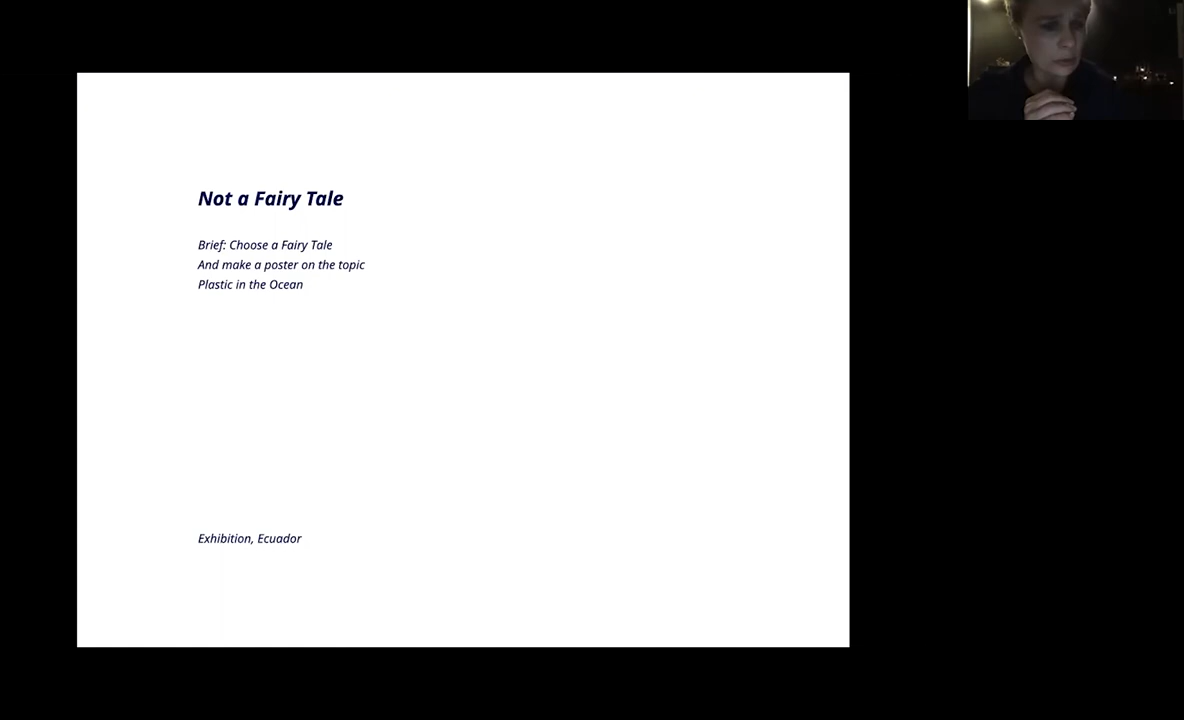 Not a Fairy Tale
Brief: Choose a Fairy Tale
And make a poster on the topic
Plastic in the Ocean
Exhibition, Ecuador